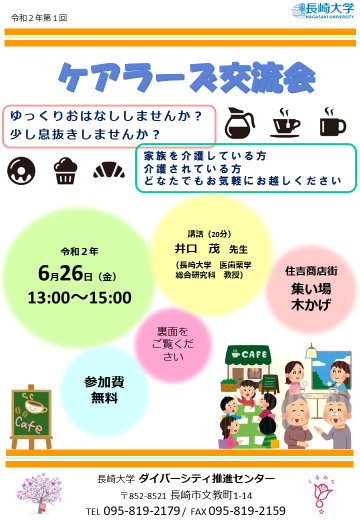 令和２年第１回
長崎大学
NAGASAKI UNIVERSITY
ケアラーズ交流会
ゆっくりおはなししませんか？
少し息抜きしませんか？
家族を介護している方
介護されている方
どなたでもお気軽にお越しください
令和２年
6月26日（金）
13:00～15:00
講話（20分）
井口　茂　先生
（長崎大学　医歯薬学
総合研究科　教授）
住吉商店街
集い場
木かげ
裏面を
ご覧くだ
さい
参加費
無料
CAFE
Cafe
長崎大学 ダイバーシティ推進センター
〒852-8521 長崎市文教町1-14
TEL 095-819-2179 / FAX 095-819-2159